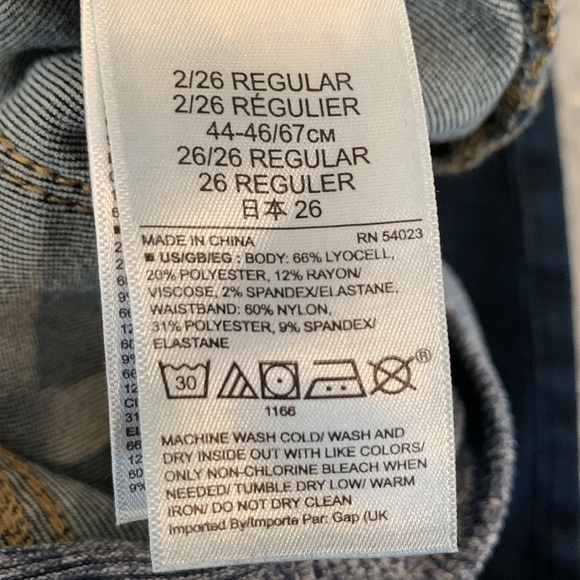 2/26 REGULAR
2/26 RÉGULIER
44-46/67CM
26/26 REGULAR
26 REGULER
日本 26
MADE IN CHINA RN 54023
■ US/GB/EG : BODY: 66% LYOCELL,
20% POLYESTER, 12% RAYON/
VISCOSE, 2% SPANDEX/ELASTANE,
WAISTBAND: 60% NYLON,
31% POLYESTER, 9% SPANDEX/
ELASTANE
30 ®
1166
MACHINE WASH COLD/ WASH AND
DRY INSIDE OUT WITH LIKE COLORS/
ONLY NON-CHLORINE BLEACH WHEN
NEEDED/TUMBLE DRY LOW/ WARM
IRON/ DO NOT DRY CLEAN
Imported By/Importe Par: Gap (UK